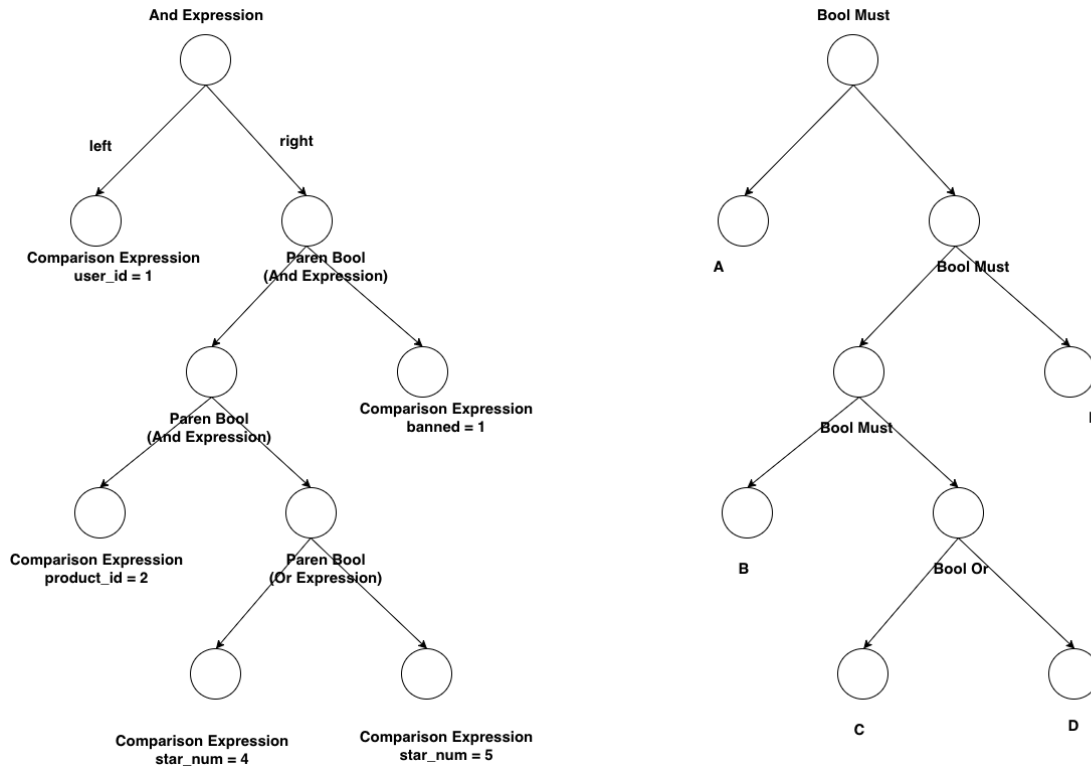 And Expression
Bool Must
left
right
Comparison Expression
user_id = 1
Paren Bool
(And Expression)
A
Bool Must
Paren Bool
(And Expression)
Comparison Expression
banned = 1
Bool Must
Comparison Expression
product_id = 2
Paren Bool
(Or Expression)
B
Bool Or
Comparison Expression
star_num = 4
Comparison Expression
star_num = 5
C
D